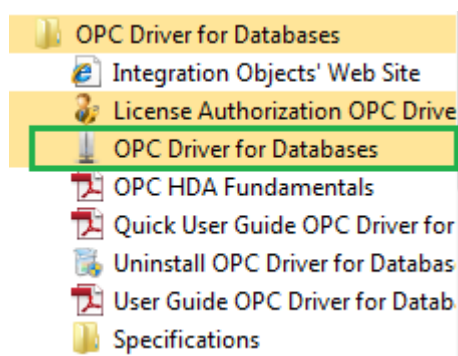 OPC Driver for Databases
Integration Objects' Web Site
License Authorization OPC Drive
OPC Driver for Databases
OPC HDA Fundamentals
Quick User Guide OPC Driver for
Uninstall OPC Driver for Databas
User Guide OPC Driver for Datab
Specifications